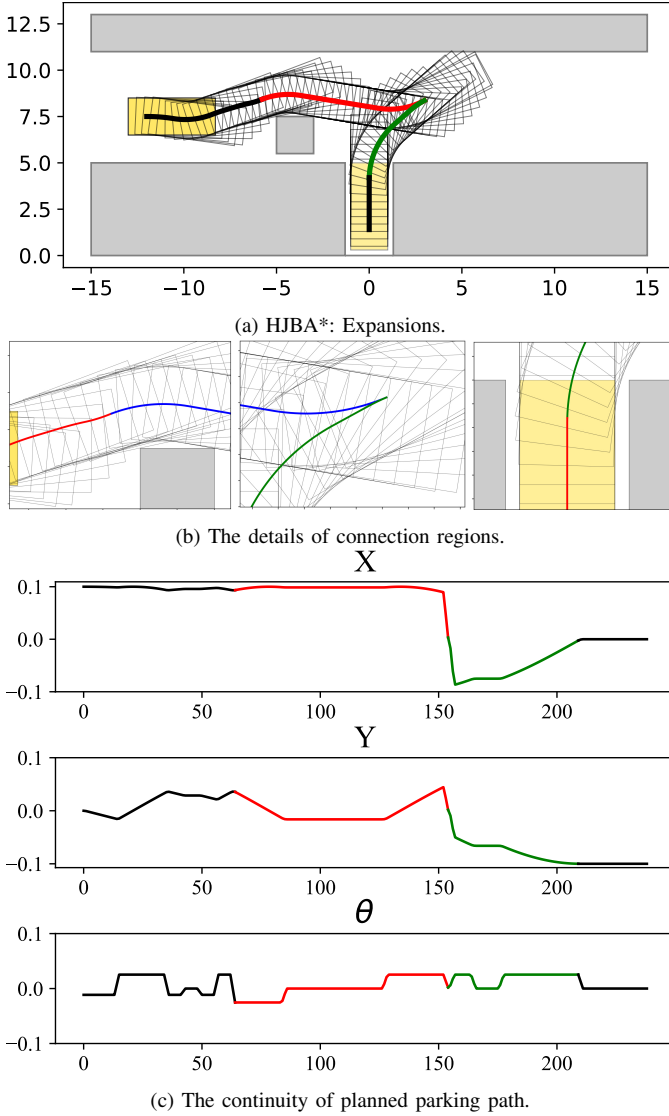 12.5
10.0
7.5
5.0
2.5
0.0
−15 −10 −5 0 5 10 15
(a) HJBA*: Expansions.
(b) The details of connection regions.
X
0.1
0.0
−0.1
0 50 100 150 200
Y
0.1
0.0
−0.1
0 50 100 150 200
θ
0.1
0.0
−0.1
0 50 100 150 200
(c) The continuity of planned parking path.